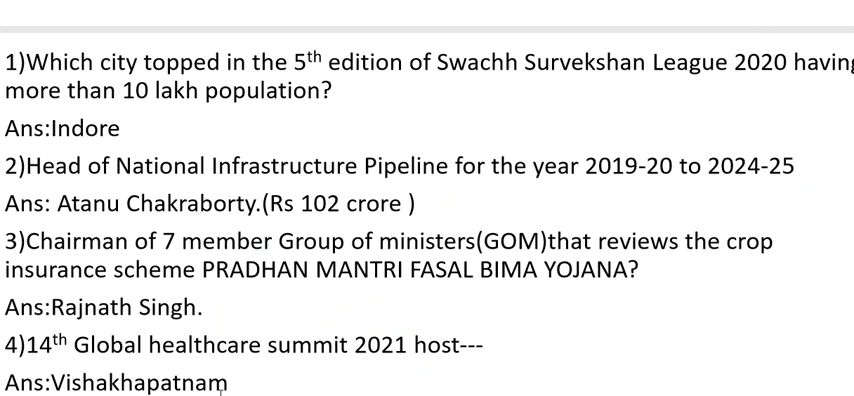 1)Which city topped in the 5th edition of Swachh Survekshan League 2020 having
more than 10 lakh population?
Ans:Indore
2)Head of National Infrastructure Pipeline for the year 2019-20 to 2024-25
Ans: Atanu Chakraborty.(Rs 102 crore )
3)Chairman of 7 member Group of ministers(GOM)that reviews the crop
insurance scheme PRADHAN MANTRI FASAL BIMA YOJANA?
Ans:Rajnath Singh.
4)14th Global healthcare summit 2021 host---
Ans:Vishakhapatnam